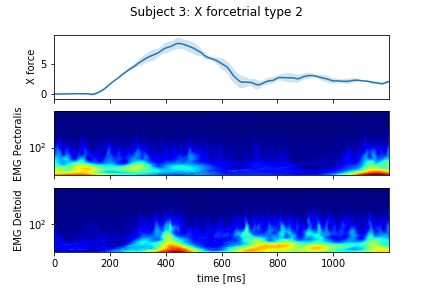 Subject 3: X forcetrial type 2
X force
5
0
EMG Pectoralis
10²
EMG Deltoid
10²
0 200 400 600 800 1000
time [ms]